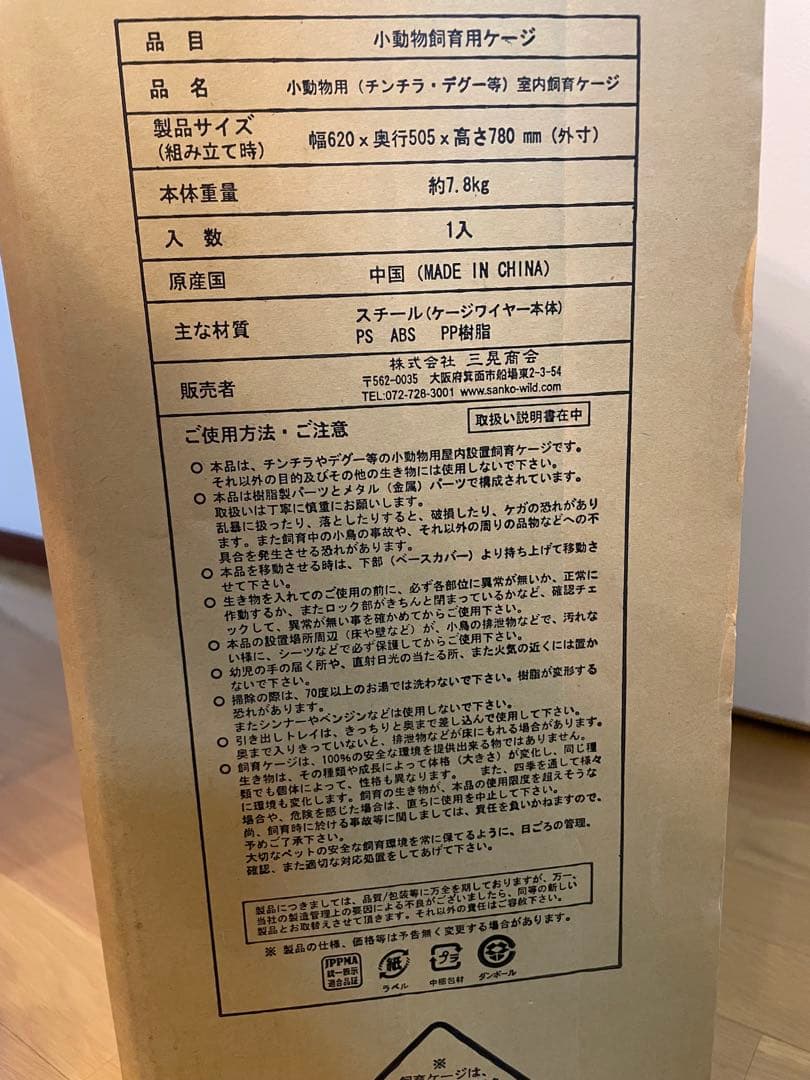 品 目 小動物飼育用ケージ
品 名 小動物用（チンチラ・デグー等）室内飼育ケージ
製品サイズ
（組み立て時） 幅620 x 奥行505 x 高さ780 mm（外寸）
本体重量 約7.8kg
入 数 1入
原産国 中国（MADE IN CHINA）
主な材質 スチール(ケージワイヤー本体)
PS ABS PP樹脂
販売者 株式会社 三晃商会
〒562-0035 大阪府箕面市船場東2-3-54
TEL:072-728-3001 www.sanko-wild.com
ご使用方法・ご注意 取扱い説明書在中
○ 本品は、チンチラやデグー等の小動物用屋内設置飼育ケージです。
それ以外の目的及びその他の生き物には使用しないで下さい。
○ 本品は樹脂製パーツとメタル（金属）パーツで構成されています。
取扱いは丁寧に慎重にお願いします。
乱暴に扱ったり、落としたりすると、破損したり、ケガの恐れがあり
ます。また飼育中の小鳥の事故や、それ以外の周りの品物などへの不
具合を発生させる恐れがあります。
○ 本品を移動させる時は、下部（ベースカバー）より持ち上げて移動さ
せて下さい。
○ 生き物を入れてのご使用の前に、必ず各部位に異常が無いか、正常に
作動するか、またロック部がきちんと閉まっているかなど、確認チェ
ックして、異常が無い事を確かめてからご使用下さい。
○ 本品の設置場所周辺（床や壁など）が、小鳥の排泄物などで、汚れな
い様に、シーツなどで必ず保護してからご使用下さい。
○ 幼児の手の届く所や、直射日光の当たる所、また火気の近くには置か
ないで下さい。
○ 掃除の際は、70度以上のお湯では洗わないで下さい。樹脂が変形する
恐れがあります。
またシンナーやベンジンなどは使用しないで下さい。
○ 引き出しトレイは、きっちりと奥まで差し込んで使用して下さい。
奥まで入りきっていないと、排泄物などが床にもれる場合があります。
○ 飼育ケージは、100%の安全な環境を提供出来る物ではありません。
生き物は、その種類や成長によって体格（大きさ）が変化し、同じ種
類でも個体によって、性格も異なります。 また、四季を通して様々
に環境も変化します。飼育の生き物が、本品の使用限度を超えそうな
場合や、危険を感じた場合は、直ちに使用を中止して下さい。
尚、飼育時に於ける事故等に関しましては、責任を負いかねますので、
予めご了承下さい。
大切なペットの安全な飼育環境を常に保てるように、日ごろの管理、
確認、また適切な対応処置をしてあげて下さい。
製品につきましては、品質/包装等に万全を期しておりますが、万一、
当社の製造管理上の要因による不良がございましたら、同等の新しい
製品とお取替えさせて頂きます。それ以外の責任はご容赦下さい。
※ 製品の仕様、価格等は予告無く変更する場合があります。
JPPMA
統一表示
適合品証
紙
ラベル
プラ
中梱包材
ダンボール
※
飼育ケージは、